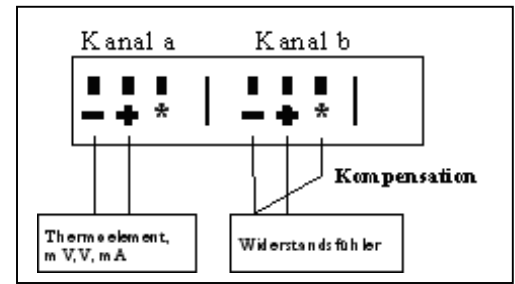 Kanal a Kanal b
− + * | − + * |
Kompensation
Thermoelement, Widerstandsfühler
mV,V, mA